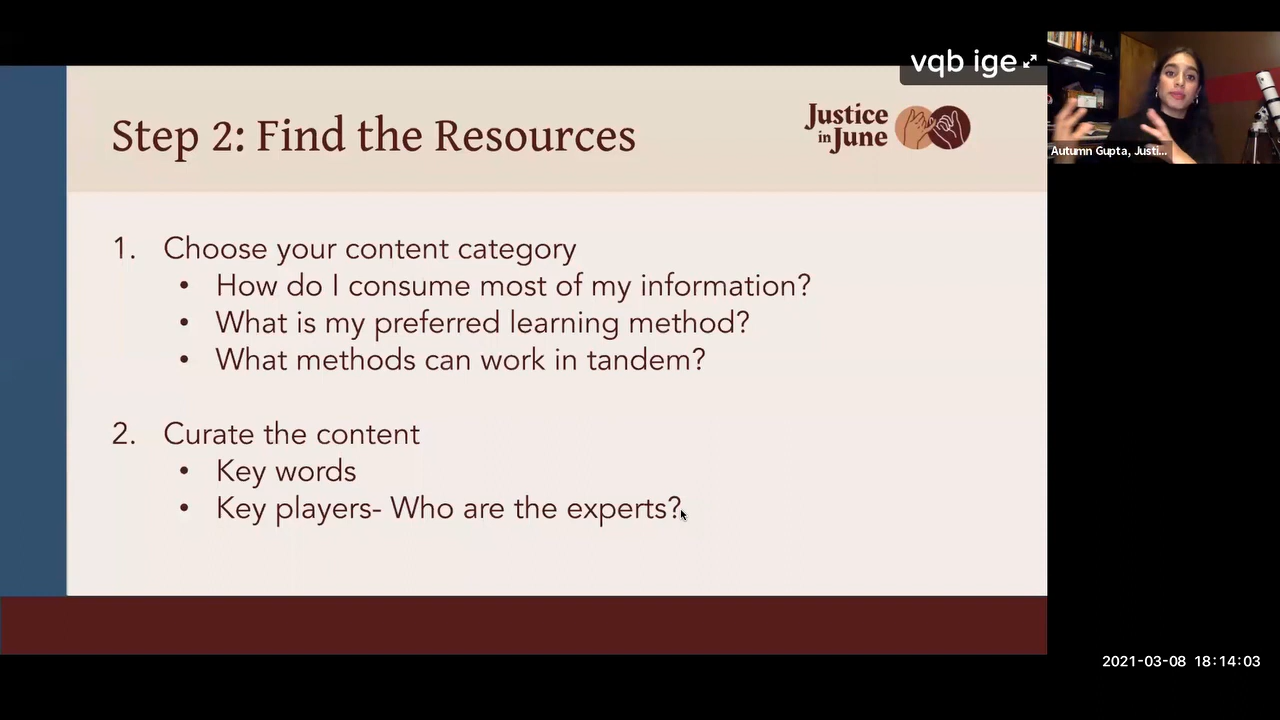 vqb ige
Step 2: Find the Resources
Justice
in June
Autumn Gupta, Justi...
1. Choose your content category
• How do I consume most of my information?
• What is my preferred learning method?
• What methods can work in tandem?
2. Curate the content
• Key words
• Key players- Who are the experts?
2021-03-08 18:14:03